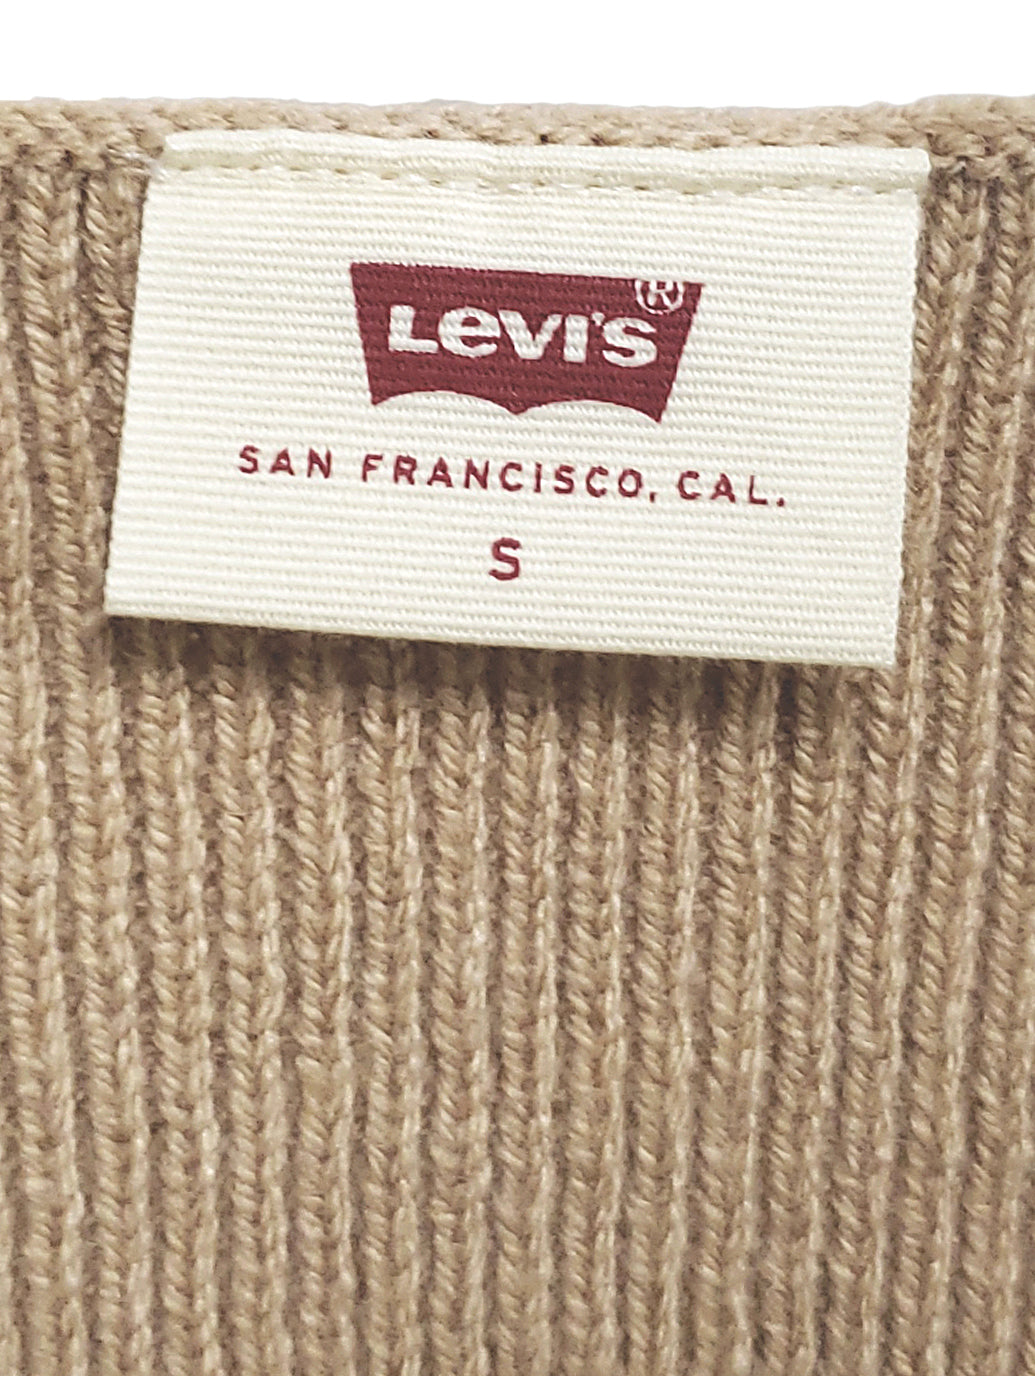 Levi's®
SAN FRANCISCO, CAL.
S